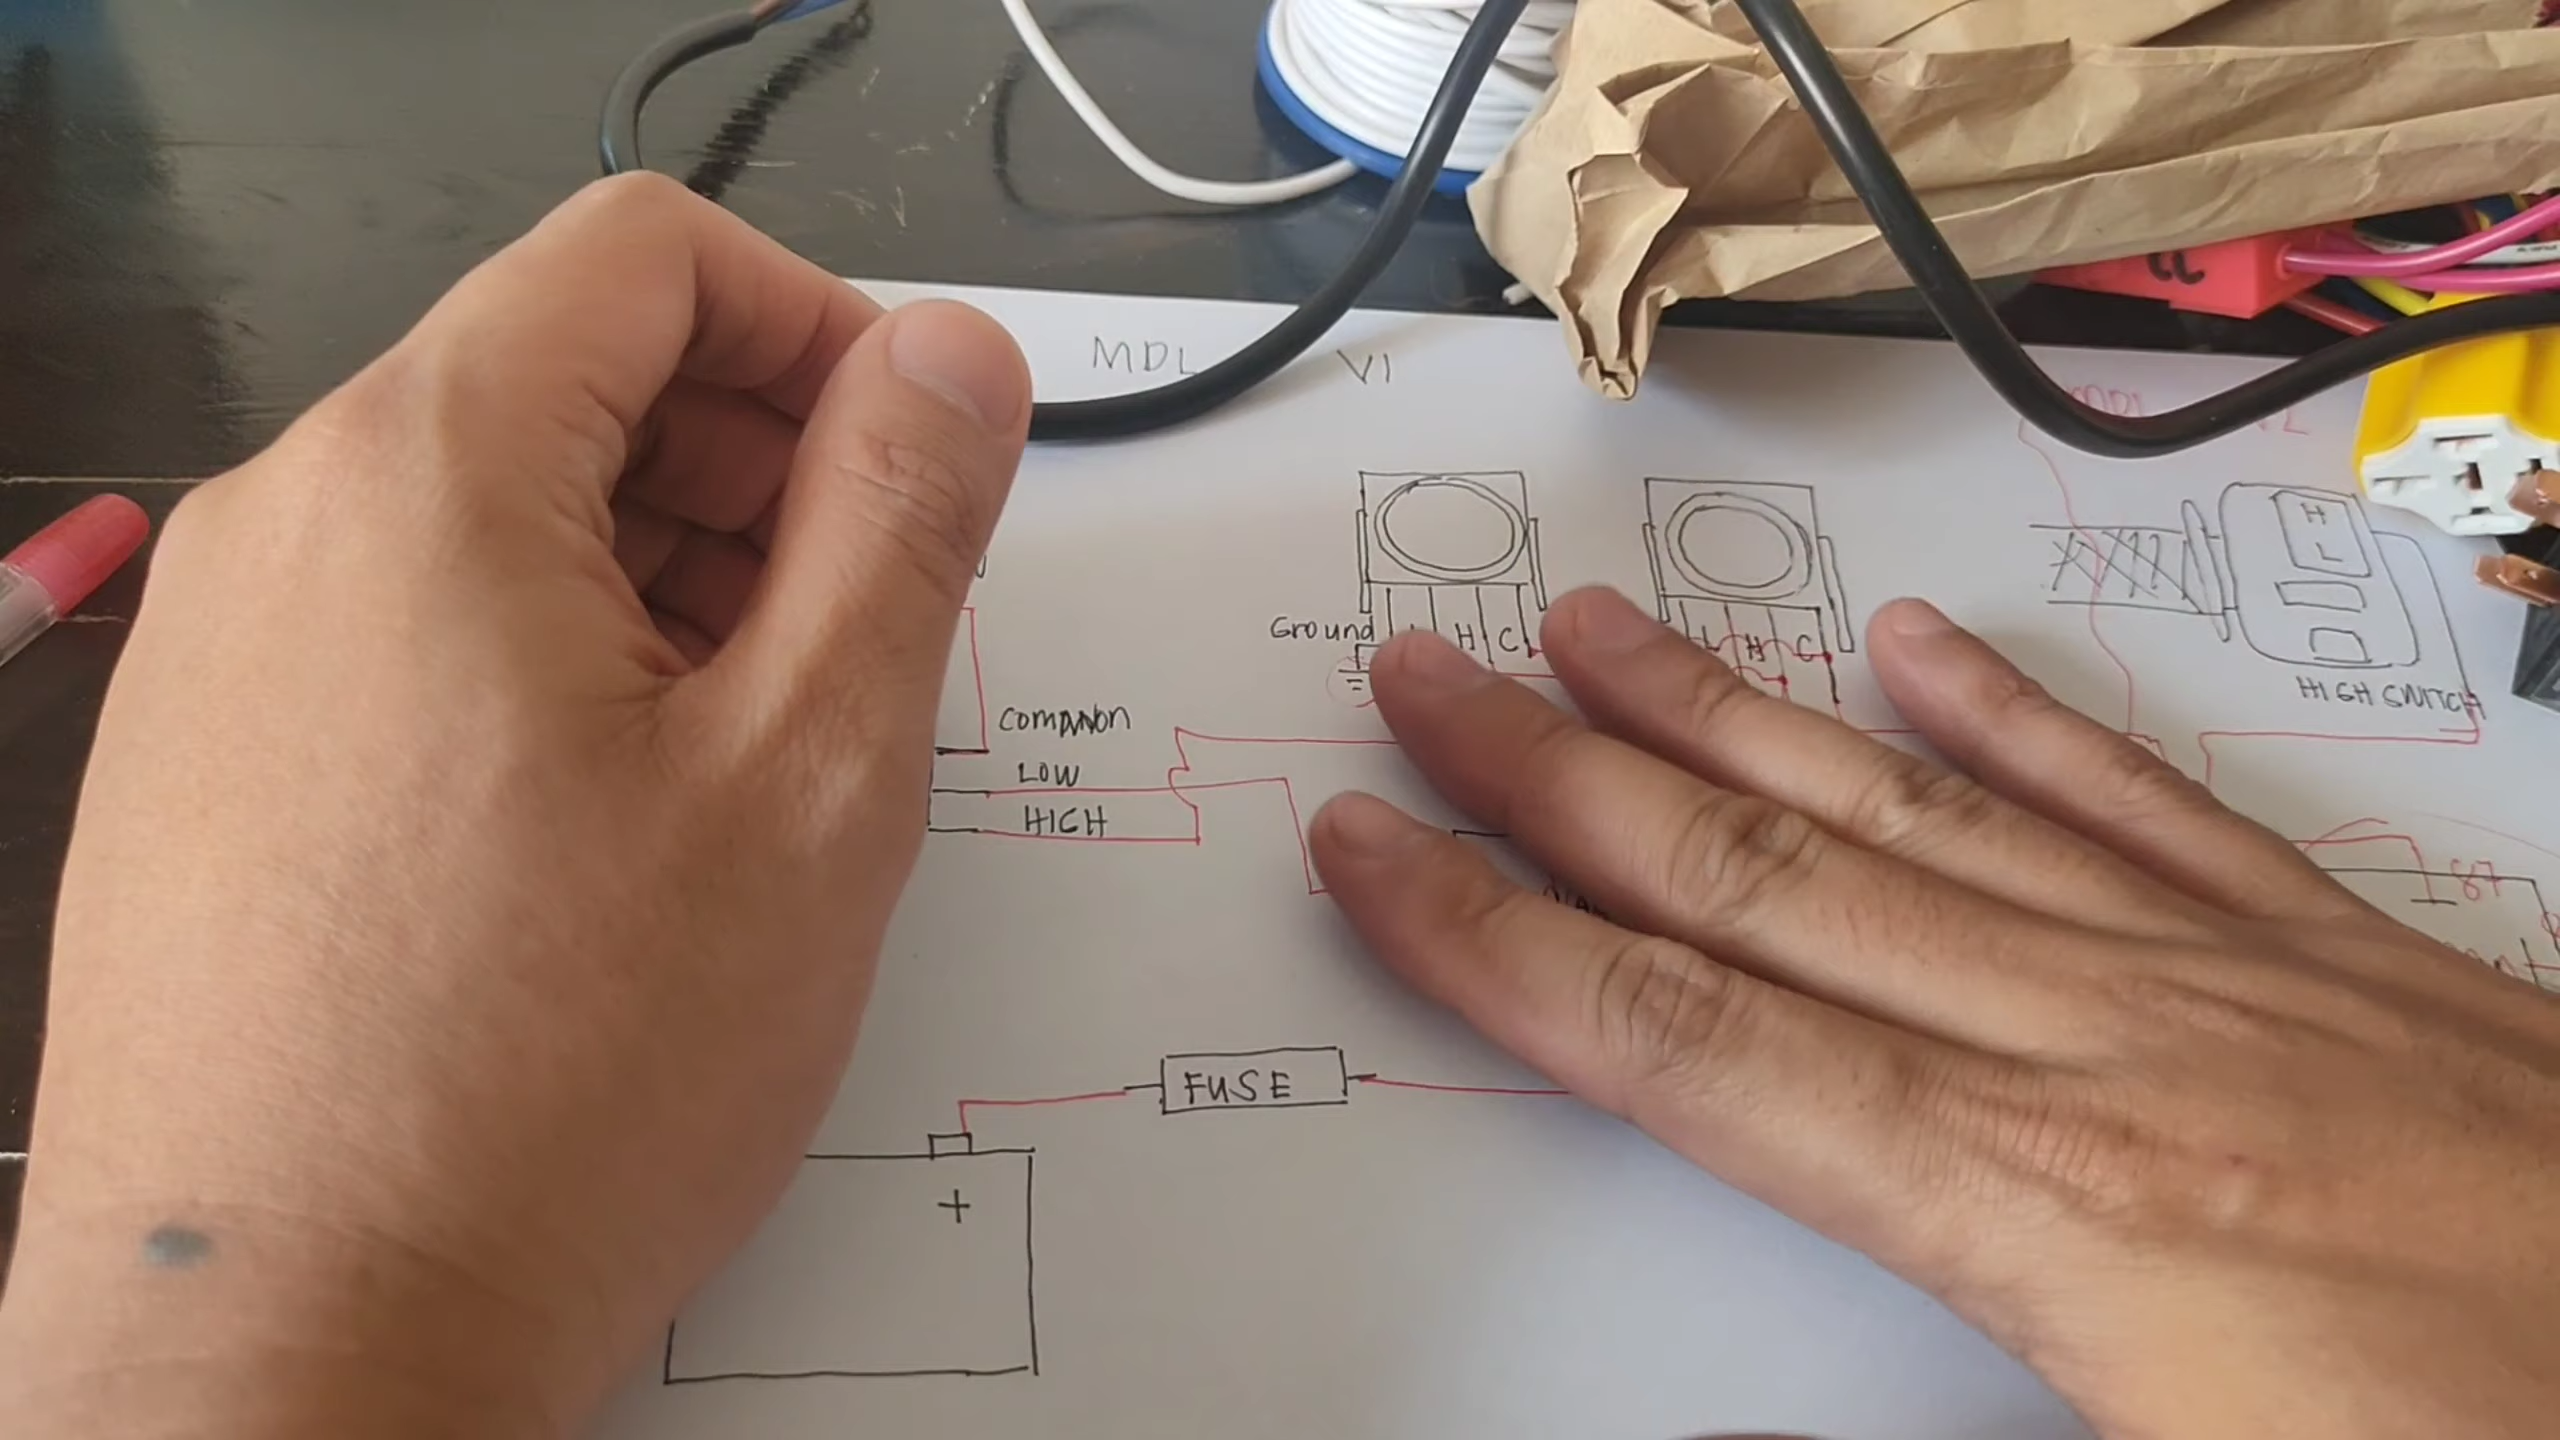 MDL V1
H
L
Ground H C
L H C
HIGH SWITCH
COMMON
LOW
HIGH
87
FUSE
+